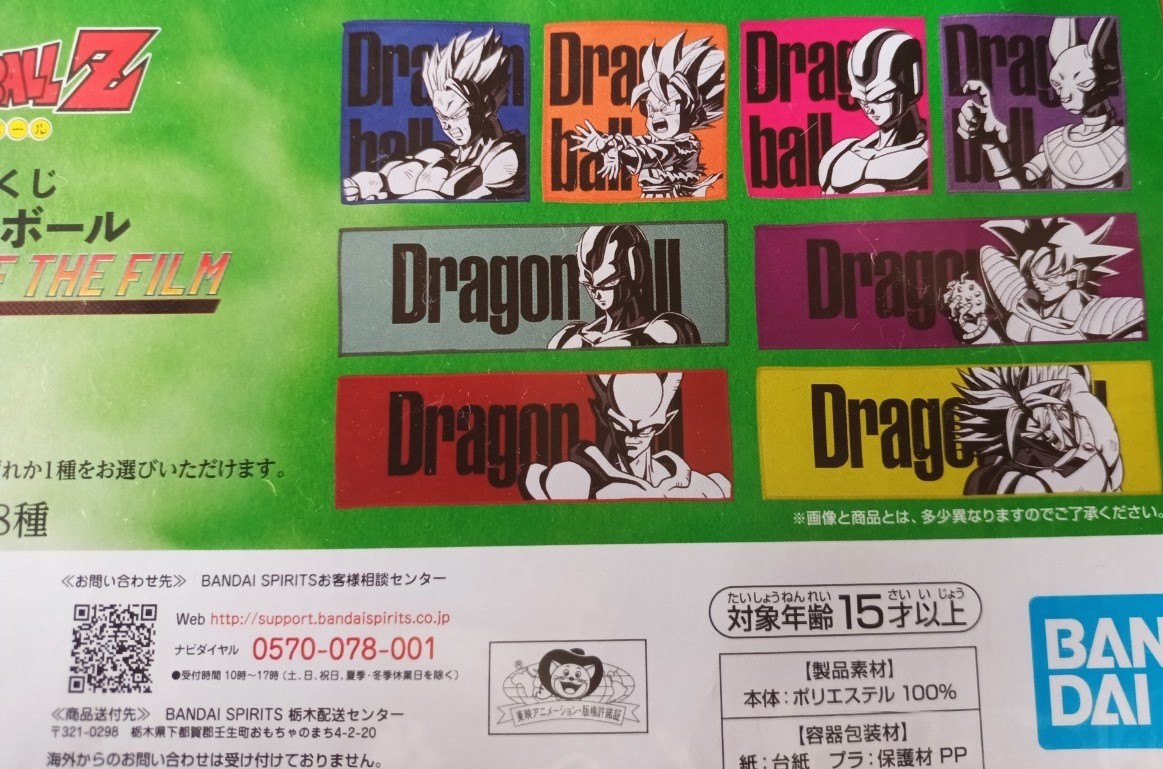 BALL Z
ール
くじ
ボール
F THE FILM
Dragon
ball
Dragon
ball
Dragon
ball
Dragon
ball
Dragon Ball
Dragon
Dragon
Dragon
れか1種をお選びいただけます。
8種
※画像と商品とは、多少異なりますのでご了承ください。
≪お問い合わせ先≫ BANDAI SPIRITSお客様相談センター
Web http://support.bandaispirits.co.jp
ナビダイヤル 0570-078-001
●受付時間 10時〜17時(土、日、祝日、夏季・冬季休業日を除く)
≪商品送付先≫ BANDAI SPIRITS 栃木配送センター
〒321-0298 栃木県下都賀郡壬生町おもちゃのまち4-2-20
海外からのお問い合わせは受け付けておりません。
東映アニメーション・版権許諾証
たいしょうねんれい さい いじょう
対象年齢15才以上
【製品素材】
本体:ポリエステル 100%
【容器包装材】
紙:台紙 プラ:保護材 PP
BAN
DAI